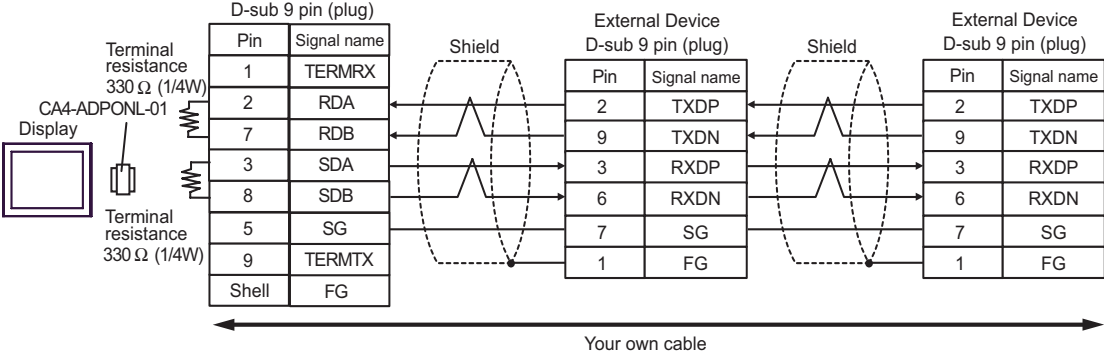 D-sub 9 pin (plug)
Pin Signal name
1 TERMRX
2 RDA
7 RDB
3 SDA
8 SDB
5 SG
9 TERMTX
Shell FG
Terminal
resistance
330 Ω (1/4W)
CA4-ADPONL-01
Display
Terminal
resistance
330 Ω (1/4W)
Shield
External Device
D-sub 9 pin (plug)
Pin Signal name
2 TXDP
9 TXDN
3 RXDP
6 RXDN
7 SG
1 FG
Shield
External Device
D-sub 9 pin (plug)
Pin Signal name
2 TXDP
9 TXDN
3 RXDP
6 RXDN
7 SG
1 FG
Your own cable